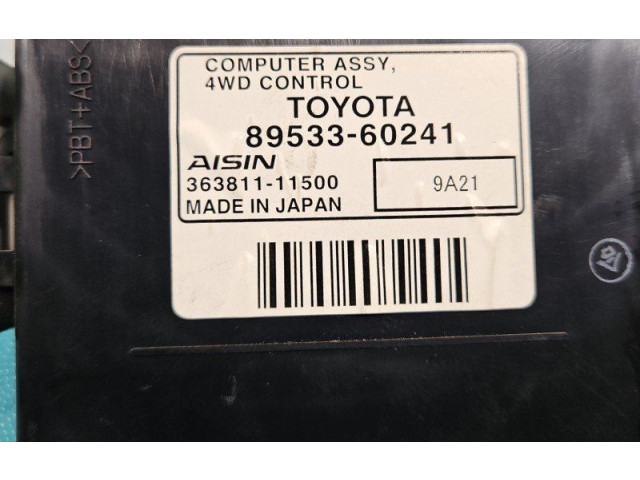 COMPUTER ASSY,
4WD CONTROL
TOYOTA
89533-60241
AISIN
363811-11500
9A21
MADE IN JAPAN
>PBT+ABS<